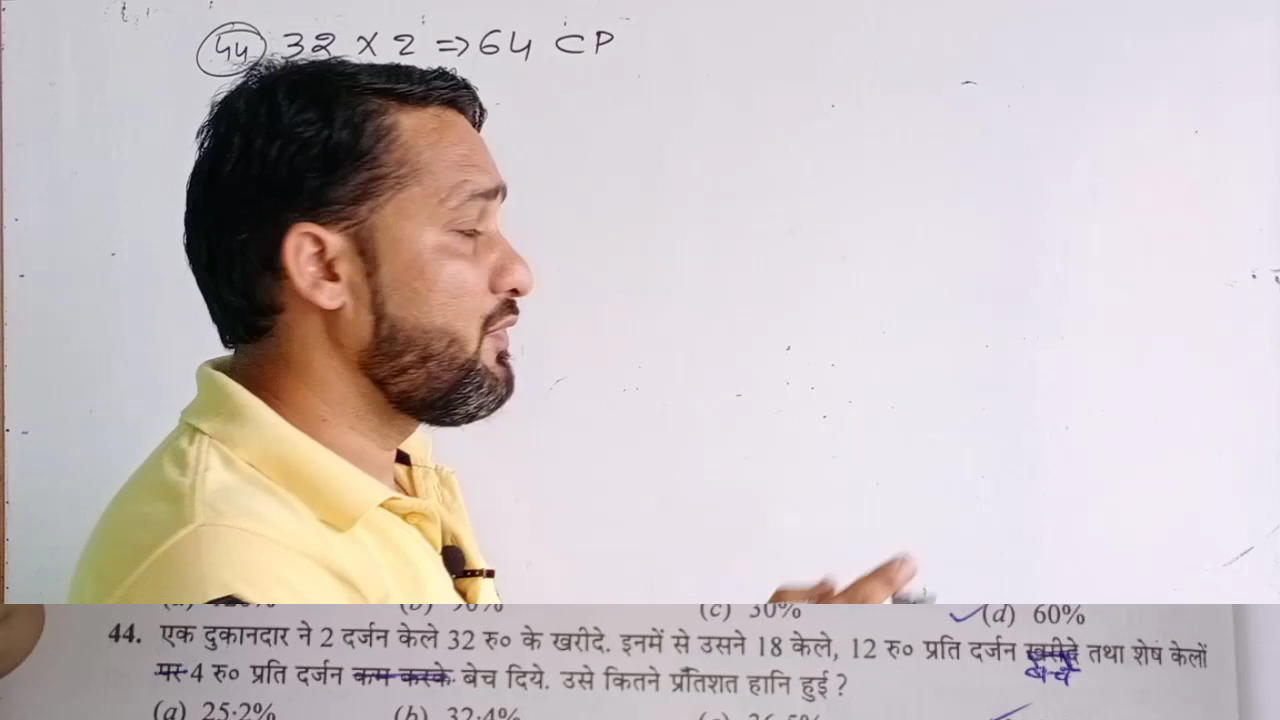 44 32 × 2 ⇒ 64 CP
(b) 90% (c) 30% (d) 60%
44. एक दुकानदार ने 2 दर्जन केले 32 रु० के खरीदे. इनमें से उसने 18 केले, 12 रु० प्रति दर्जन खरीदे तथा शेष केलों
बेचे
पर 4 रु० प्रति दर्जन कम करके बेच दिये. उसे कितने प्रतिशत हानि हुई ?
(a) 25·2% (b) 32·4%